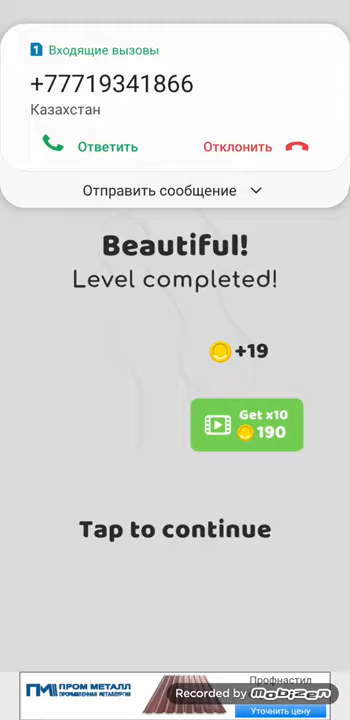 1 Входящие вызовы
+77719341866
Казахстан
Ответить
Отклонить
Отправить сообщение
Beautiful!
Level completed!
+19
Get x10
190
Tap to continue
ПМ ПРОМ МЕТАЛЛ
ПРОМЫШЛЕННАЯ МЕТАЛЛУРГИЯ
Профнастил
Recorded by Mobizen
Уточнить цену